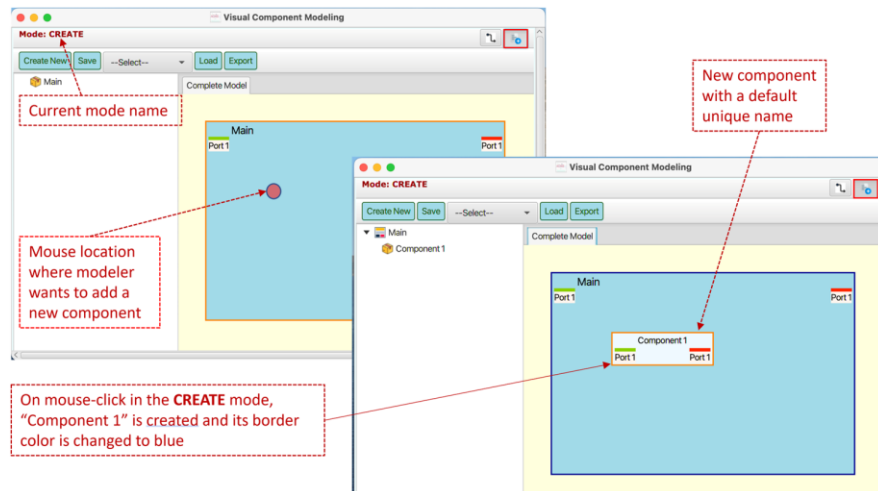 Visual Component Modeling
Mode: CREATE
Create New Save --Select-- Load Export
Main
Complete Model
Current mode name
Main
Port 1
Port 1
Mouse location
where modeler
wants to add a
new component
New component
with a default
unique name
Visual Component Modeling
Mode: CREATE
Create New Save --Select-- Load Export
Main
Component 1
Complete Model
Main
Port 1
Port 1
Component 1
Port 1
Port 1
On mouse-click in the CREATE mode,
“Component 1” is created and its border
color is changed to blue